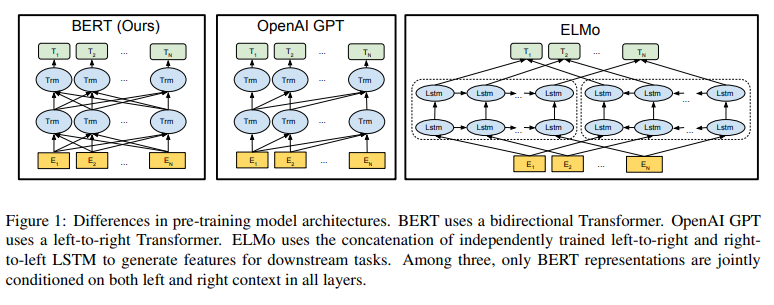 BERT (Ours)
T1 T2 ... TN
Trm Trm ... Trm
Trm Trm ... Trm
E1 E2 ... EN
OpenAI GPT
T1 T2 ... TN
Trm Trm ... Trm
Trm Trm ... Trm
E1 E2 ... EN
ELMo
T1 T2 ... TN
Lstm Lstm ... Lstm Lstm Lstm ... Lstm
Lstm Lstm ... Lstm Lstm Lstm ... Lstm
E1 E2 ... EN
Figure 1: Differences in pre-training model architectures. BERT uses a bidirectional Transformer. OpenAI GPT
uses a left-to-right Transformer. ELMo uses the concatenation of independently trained left-to-right and right-
to-left LSTM to generate features for downstream tasks. Among three, only BERT representations are jointly
conditioned on both left and right context in all layers.